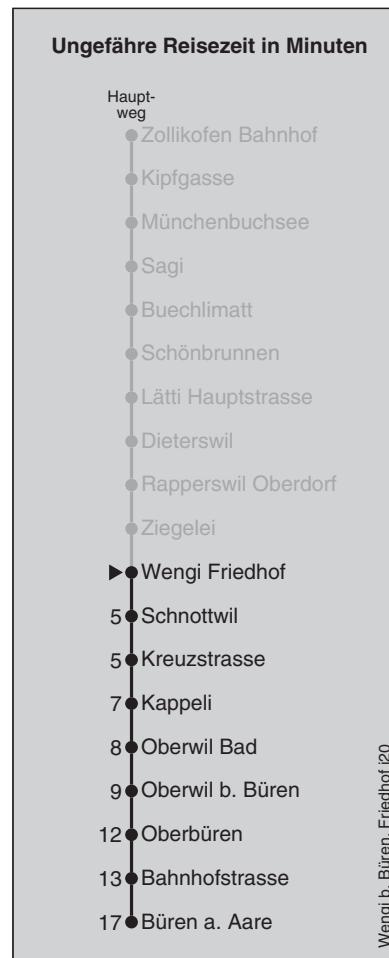 Ungefähre Reisezeit in Minuten
Haupt-
weg
Zollikofen Bahnhof
Kipfgasse
Münchenbuchsee
Sagi
Buechlimatt
Schönbrunnen
Lätti Hauptstrasse
Dieterswil
Rapperswil Oberdorf
Ziegelei
Wengi Friedhof
5 Schnottwil
5 Kreuzstrasse
7 Kappeli
8 Oberwil Bad
9 Oberwil b. Büren
12 Oberbüren
13 Bahnhofstrasse
17 Büren a. Aare
Wengi b. Büren, Friedhof j20